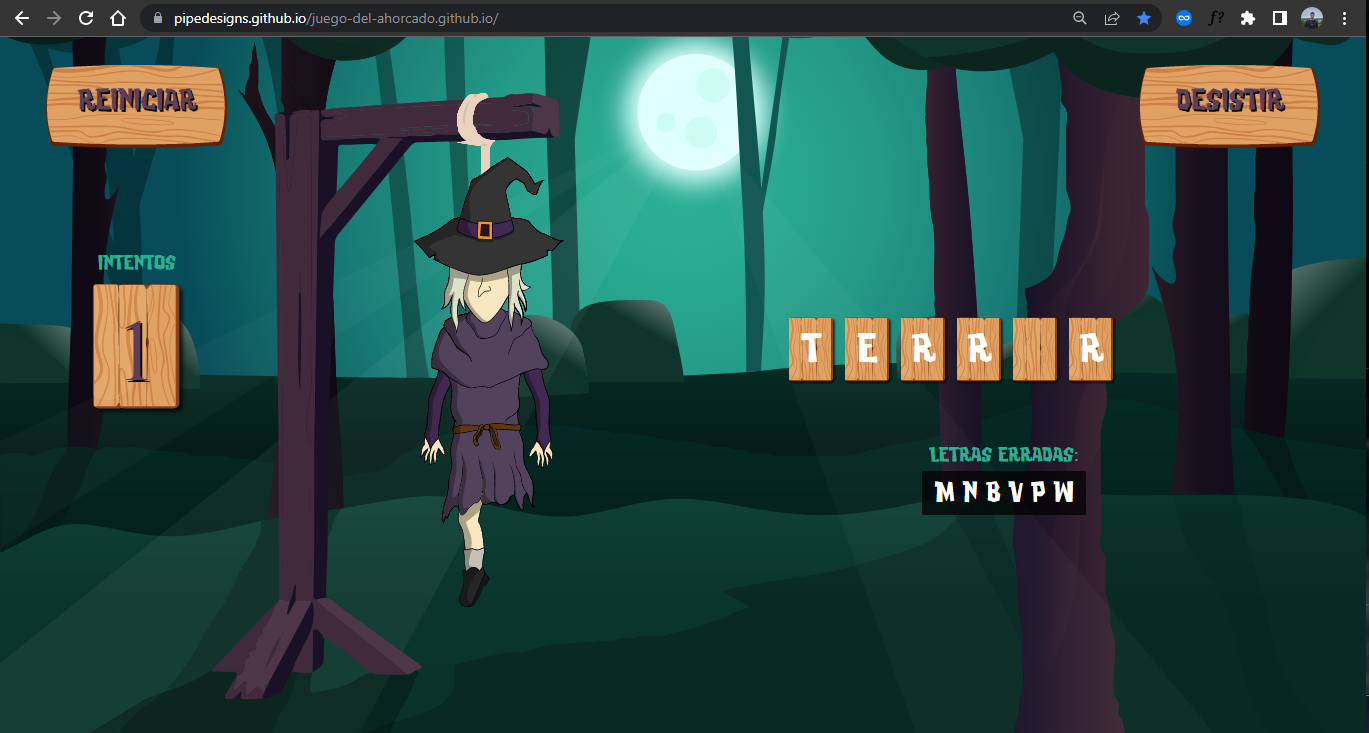 pipedesigns.github.io/juego-del-ahorcado.github.io/
f?
REINICIAR
DESISTIR
INTENTOS
1
T E R R R
LETRAS ERRADAS:
M N B V P W